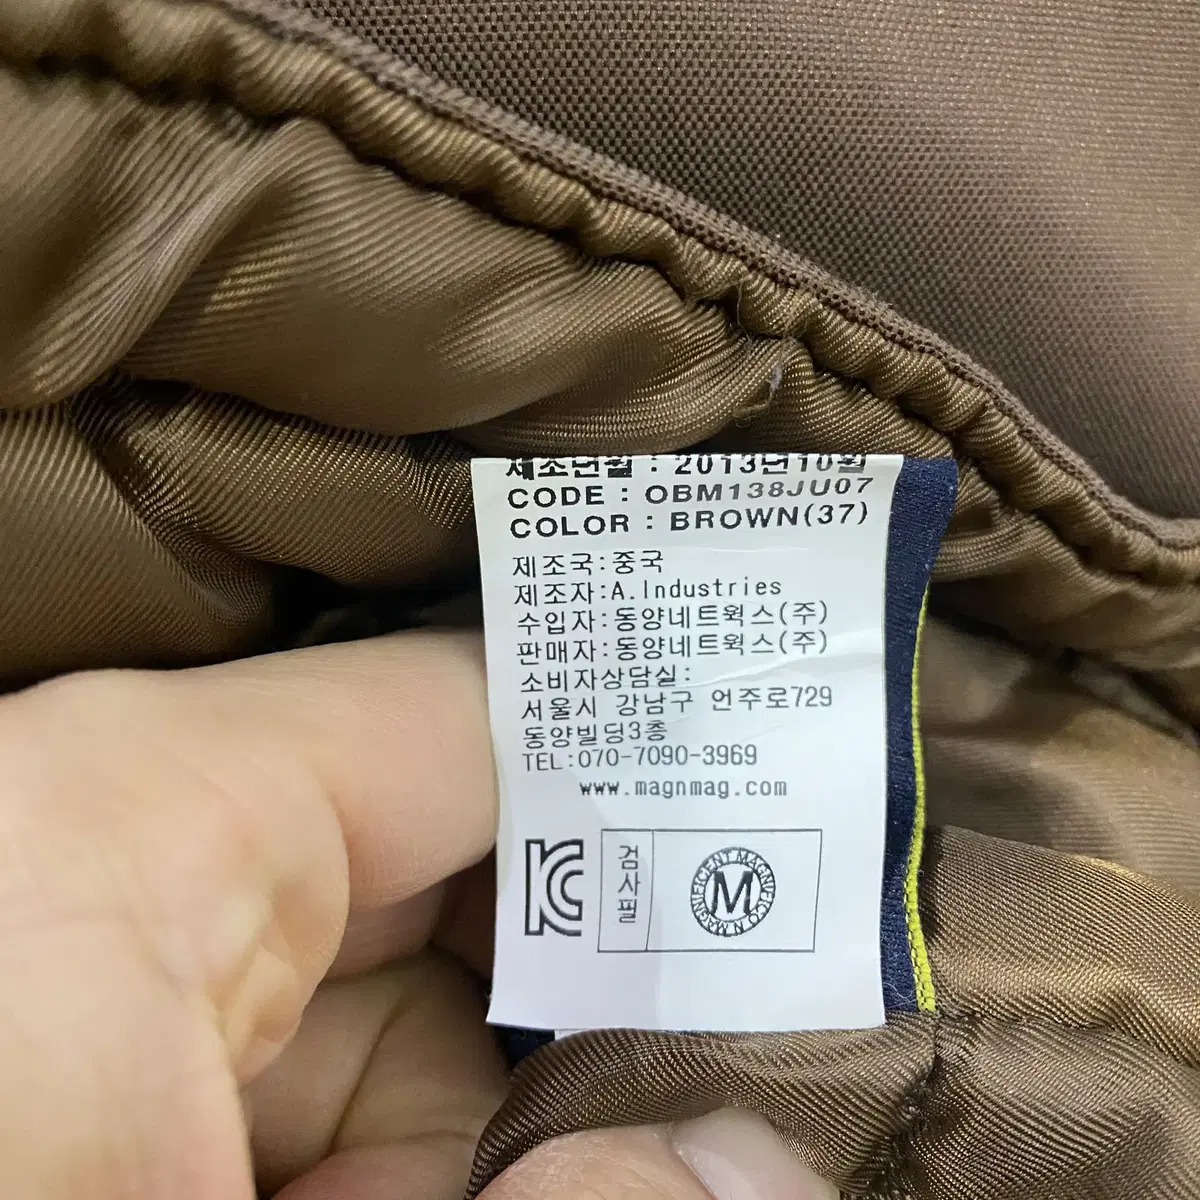 제조년월 : 2013년10월
CODE : OBM138JU07
COLOR : BROWN(37)
제조국:중국
제조자:A.Industries
수입자:동양네트웍스(주)
판매자:동양네트웍스(주)
소비자상담실:
서울시 강남구 언주로729
동양빌딩3층
TEL:070-7090-3969
www.magnmag.com
KC
검사필
MAGNIFICENT MAGNIFICO N
M